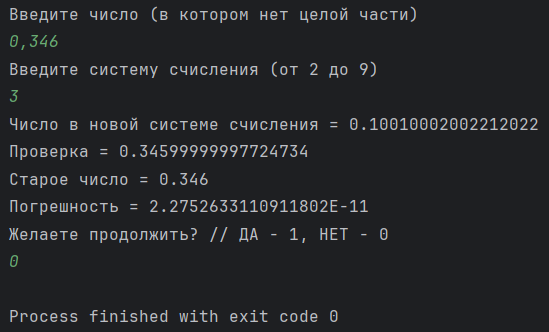 Введите число (в котором нет целой части)
0,346
Введите систему счисления (от 2 до 9)
3
Число в новой системе счисления = 0.10010002002212022
Проверка = 0.34599999997724734
Старое число = 0.346
Погрешность = 2.2752633110911802E-11
Желаете продолжить? // ДА - 1, НЕТ - 0
0
Process finished with exit code 0